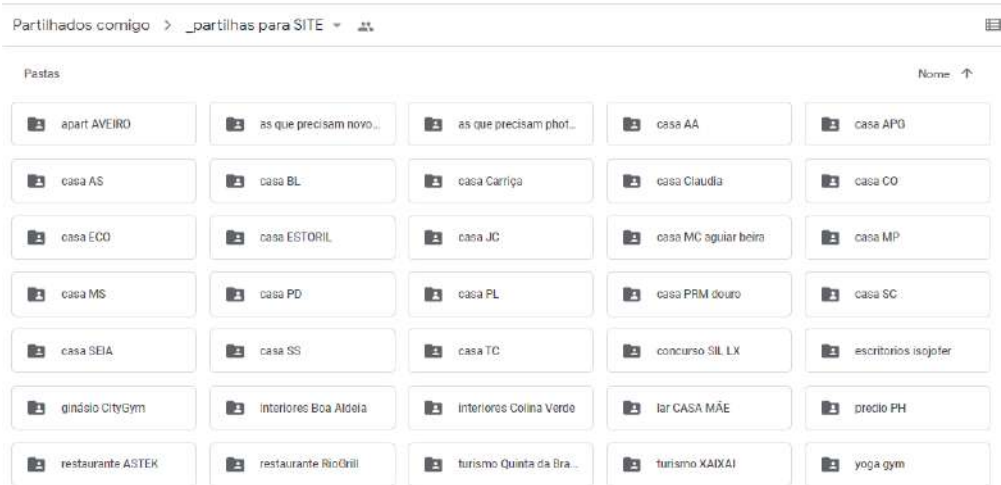 Partilhados comigo > _partilhas para SITE
Pastas Nome
apart AVEIRO as que precisam novo... as que precisam phot... casa AA casa APG
casa AS casa BL casa Carriça casa Claudia casa CO
casa ECO casa ESTORIL casa JC casa MC aguiar beira casa MP
casa MS casa PD casa PL casa PRM douro casa SC
casa SEIA casa SS casa TC concurso SIL LX escritorios isojofer
ginásio CityGym interiores Boa Aldeia interiores Colina Verde lar CASA MÃE predio PH
restaurante ASTEK restaurante RioGrill turismo Quinta da Bra... turismo XAIXAI yoga gym